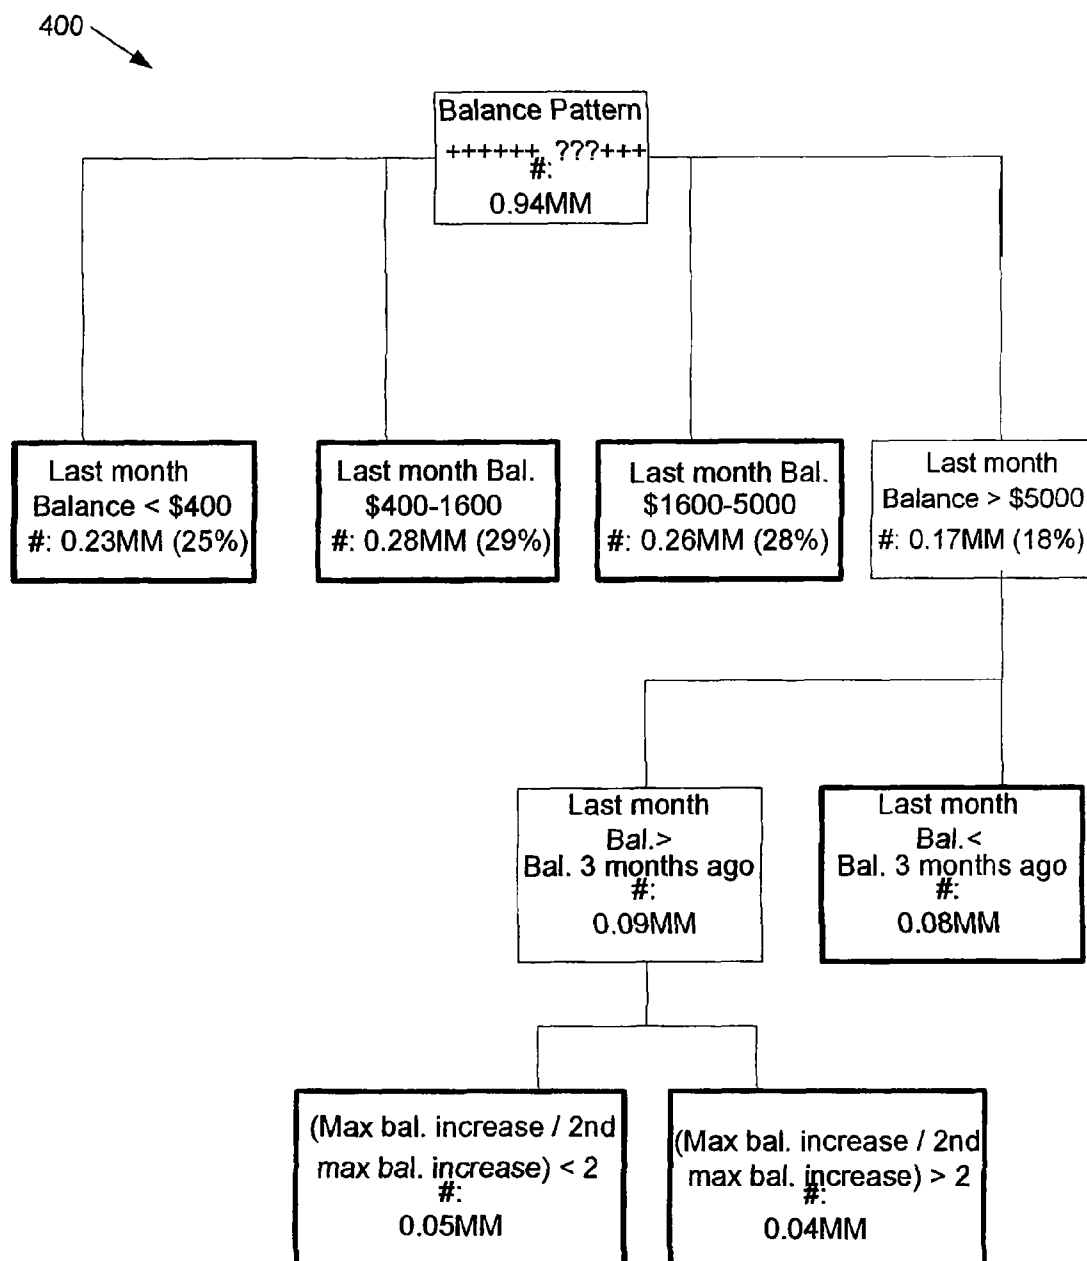 400
Balance Pattern
++++++, ???+++
#:
0.94MM
Last month
Balance < $400
#: 0.23MM (25%)
Last month Bal.
$400-1600
#: 0.28MM (29%)
Last month Bal.
$1600-5000
#: 0.26MM (28%)
Last month
Balance > $5000
#: 0.17MM (18%)
Last month
Bal.>
Bal. 3 months ago
#:
0.09MM
Last month
Bal.<
Bal. 3 months ago
#:
0.08MM
(Max bal. increase / 2nd
max bal. increase) < 2
#:
0.05MM
(Max bal. increase / 2nd
max bal. increase) > 2
#:
0.04MM